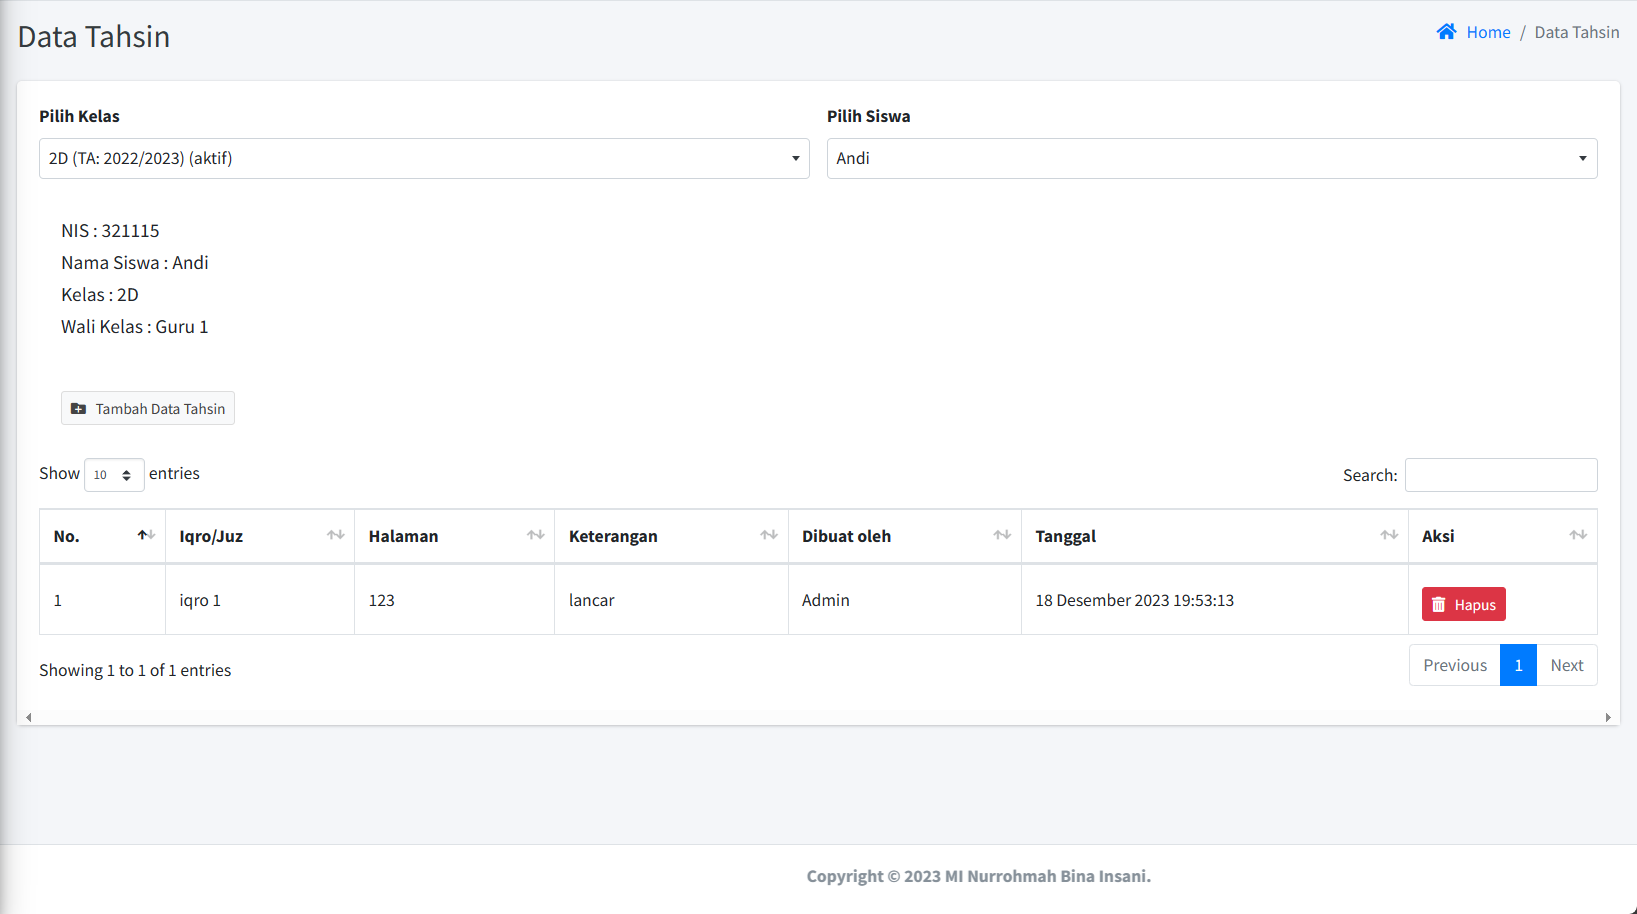 Data Tahsin
Home / Data Tahsin
Pilih Kelas
Pilih Siswa
2D (TA: 2022/2023) (aktif)
Andi
NIS : 321115
Nama Siswa : Andi
Kelas : 2D
Wali Kelas : Guru 1
Tambah Data Tahsin
Show 10 entries
Search:
No. Iqro/Juz Halaman Keterangan Dibuat oleh Tanggal Aksi
1 iqro 1 123 lancar Admin 18 Desember 2023 19:53:13 Hapus
Showing 1 to 1 of 1 entries
Previous 1 Next
Copyright © 2023 MI Nurrohmah Bina Insani.